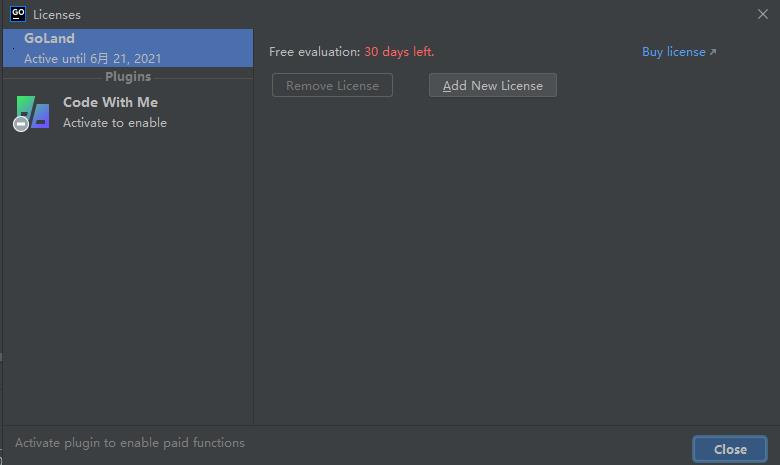 GO Licenses
GoLand
Active until 6月 21, 2021
Plugins
Code With Me
Activate to enable
Free evaluation: 30 days left.
Buy license
Remove License
Add New License
Activate plugin to enable paid functions
Close